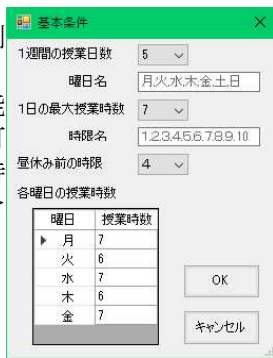 基本条件
1週間の授業日数 5
曜日名 月火水木金土日
1日の最大授業時数 7
時限名 1.2.3.4.5.6.7.8.9.10
昼休み前の時限 4
各曜日の授業時数
曜日 授業時数
月 7
火 6
水 7
木 6
金 7
OK
キャンセル